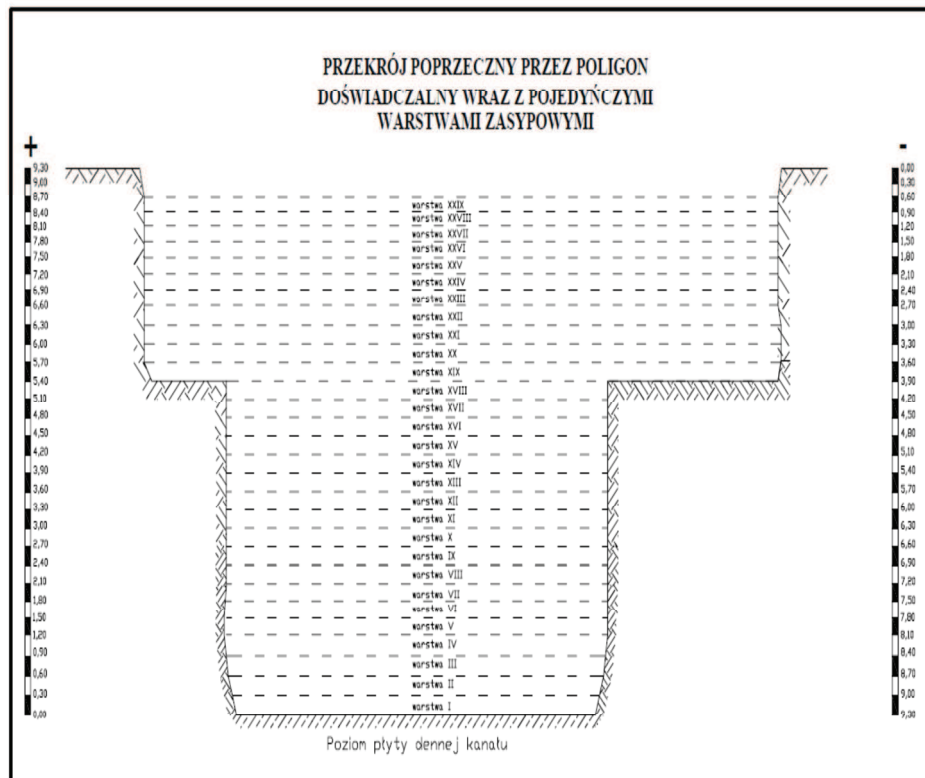 PRZEKRÓJ POPRZECZNY PRZEZ POLIGON
DOŚWIADCZALNY WRAZ Z POJEDYŃCZYMI
WARSTWAMI ZASYPOWYMI
+
9,30
9,00
8,70
8,40
8,10
7,80
7,50
7,20
6,90
6,60
6,30
6,00
5,70
5,40
5,10
4,80
4,50
4,20
3,90
3,60
3,30
3,00
2,70
2,40
2,10
1,80
1,50
1,20
0,90
0,60
0,30
0,00
warstwa XXIX
warstwa XXVIII
warstwa XXVII
warstwa XXVI
warstwa XXV
warstwa XXIV
warstwa XXIII
warstwa XXII
warstwa XXI
warstwa XX
warstwa XIX
warstwa XVIII
warstwa XVII
warstwa XVI
warstwa XV
warstwa XIV
warstwa XIII
warstwa XII
warstwa XI
warstwa X
warstwa IX
warstwa VIII
warstwa VII
warstwa VI
warstwa V
warstwa IV
warstwa III
warstwa II
warstwa I
-
0,00
0,30
0,60
0,90
1,20
1,50
1,80
2,10
2,40
2,70
3,00
3,30
3,60
3,90
4,20
4,50
4,80
5,10
5,40
5,70
6,00
6,30
6,60
6,90
7,20
7,50
7,80
8,10
8,40
8,70
9,00
9,30
Poziom płyty dennej kanału